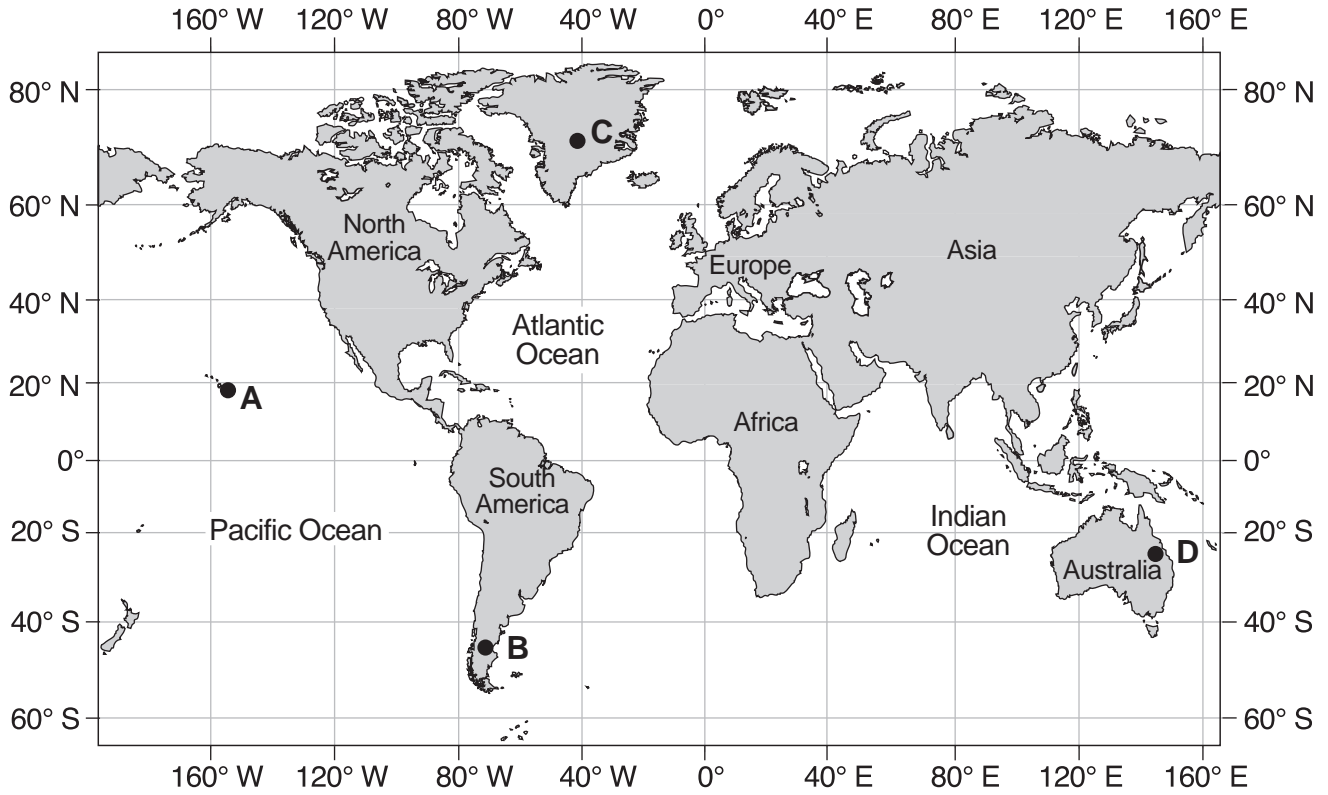 160° W 120° W 80° W 40° W 0° 40° E 80° E 120° E 160° E
80° N 80° N
C
60° N 60° N
North
America
Asia
Europe
40° N 40° N
Atlantic
Ocean
20° N 20° N
A
Africa
0° 0°
South
America
Pacific Ocean
Indian
Ocean
20° S 20° S
D
Australia
40° S 40° S
B
60° S 60° S
160° W 120° W 80° W 40° W 0° 40° E 80° E 120° E 160° E